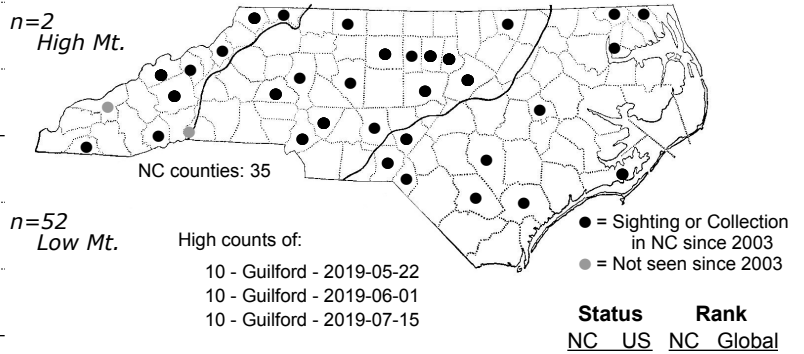 n=2
High Mt.
NC counties: 35
n=52
Low Mt.
High counts of:
10 - Guilford - 2019-05-22
10 - Guilford - 2019-06-01
10 - Guilford - 2019-07-15
● = Sighting or Collection
in NC since 2003
● = Not seen since 2003
Status Rank
NC US NC Global